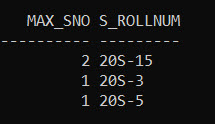 MAX_SNO S_ROLLNUM
---------- ---------
2 20S-15
1 20S-3
1 20S-5